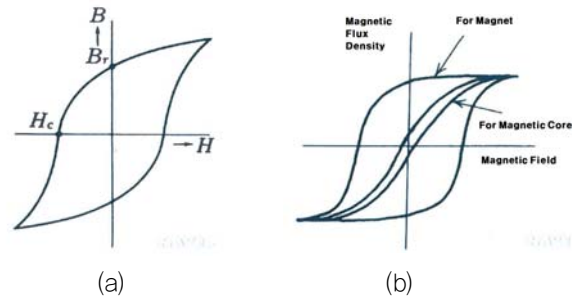 B
B_r
H_c
H
(a)
Magnetic
Flux
Density
For Magnet
For Magnetic Core
Magnetic Field
(b)